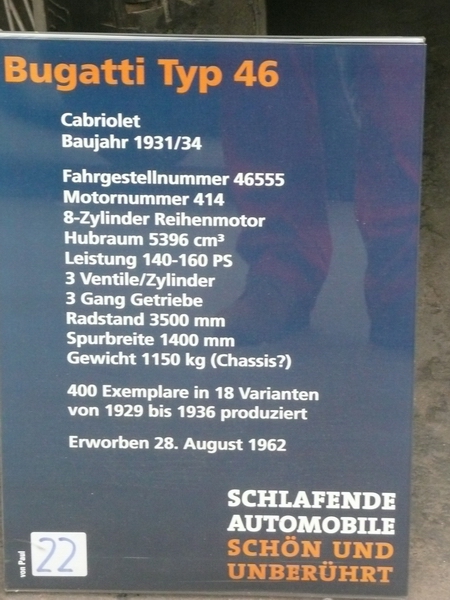 Bugatti Typ 46
Cabriolet
Baujahr 1931/34
Fahrgestellnummer 46555
Motornummer 414
8-Zylinder Reihenmotor
Hubraum 5396 cm³
Leistung 140-160 PS
3 Ventile/Zylinder
3 Gang Getriebe
Radstand 3500 mm
Spurbreite 1400 mm
Gewicht 1150 kg (Chassis?)
400 Exemplare in 18 Varianten
von 1929 bis 1936 produziert
Erworben 28. August 1962
SCHLAFENDE
AUTOMOBILE
SCHÖN UND
UNBERÜHRT
von Paul
22